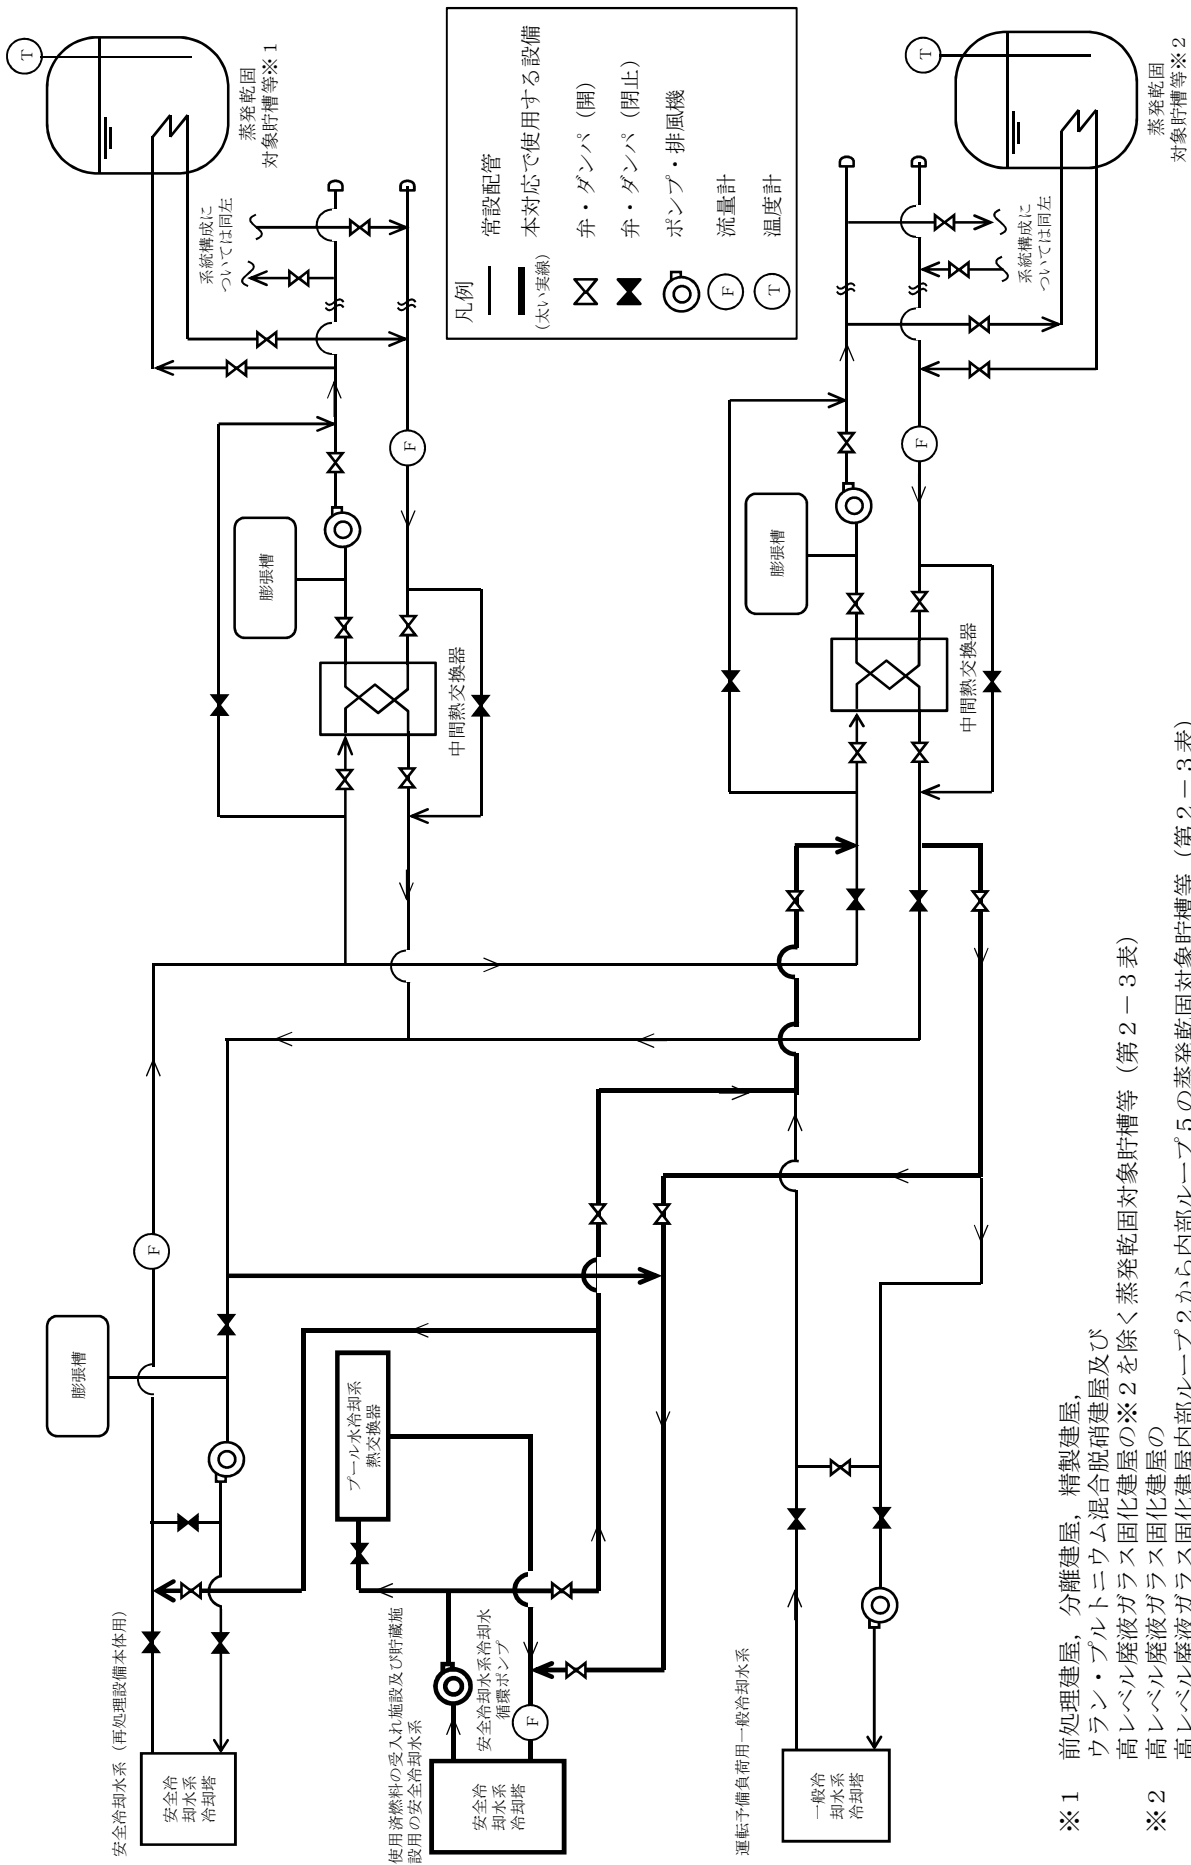 T
蒸発乾固
対象貯槽等※１
系統構成に
ついては同左
凡例
常設配管
本対応で使用する設備
(太い実線)
弁・ダンパ（開）
弁・ダンパ（閉止）
ポンプ・排風機
F
流量計
T
温度計
T
蒸発乾固
対象貯槽等※２
系統構成に
ついては同左
F
膨張槽
中間熱交換器
F
膨張槽
中間熱交換器
F
膨張槽
安全冷却水系（再処理設備本体用）
安全冷
却水系
冷却塔
プール水冷却系
熱交換器
使用済燃料の受入れ施設及び貯蔵施
設用の安全冷却水系
安全冷却水系冷却水
循環ポンプ
F
安全冷
却水系
冷却塔
運転予備負荷用一般冷却水系
一般冷
却水系
冷却塔
※１　前処理建屋，分離建屋，精製建屋，
ウラン・プルトニウム混合脱硝建屋及び
高レベル廃液ガラス固化建屋の※２を除く蒸発乾固対象貯槽等（第２－３表）
※２　高レベル廃液ガラス固化建屋の
高レベル廃液ガラス固化建屋内部ループ２から内部ループ５の蒸発乾固対象貯槽等（第２－３表）